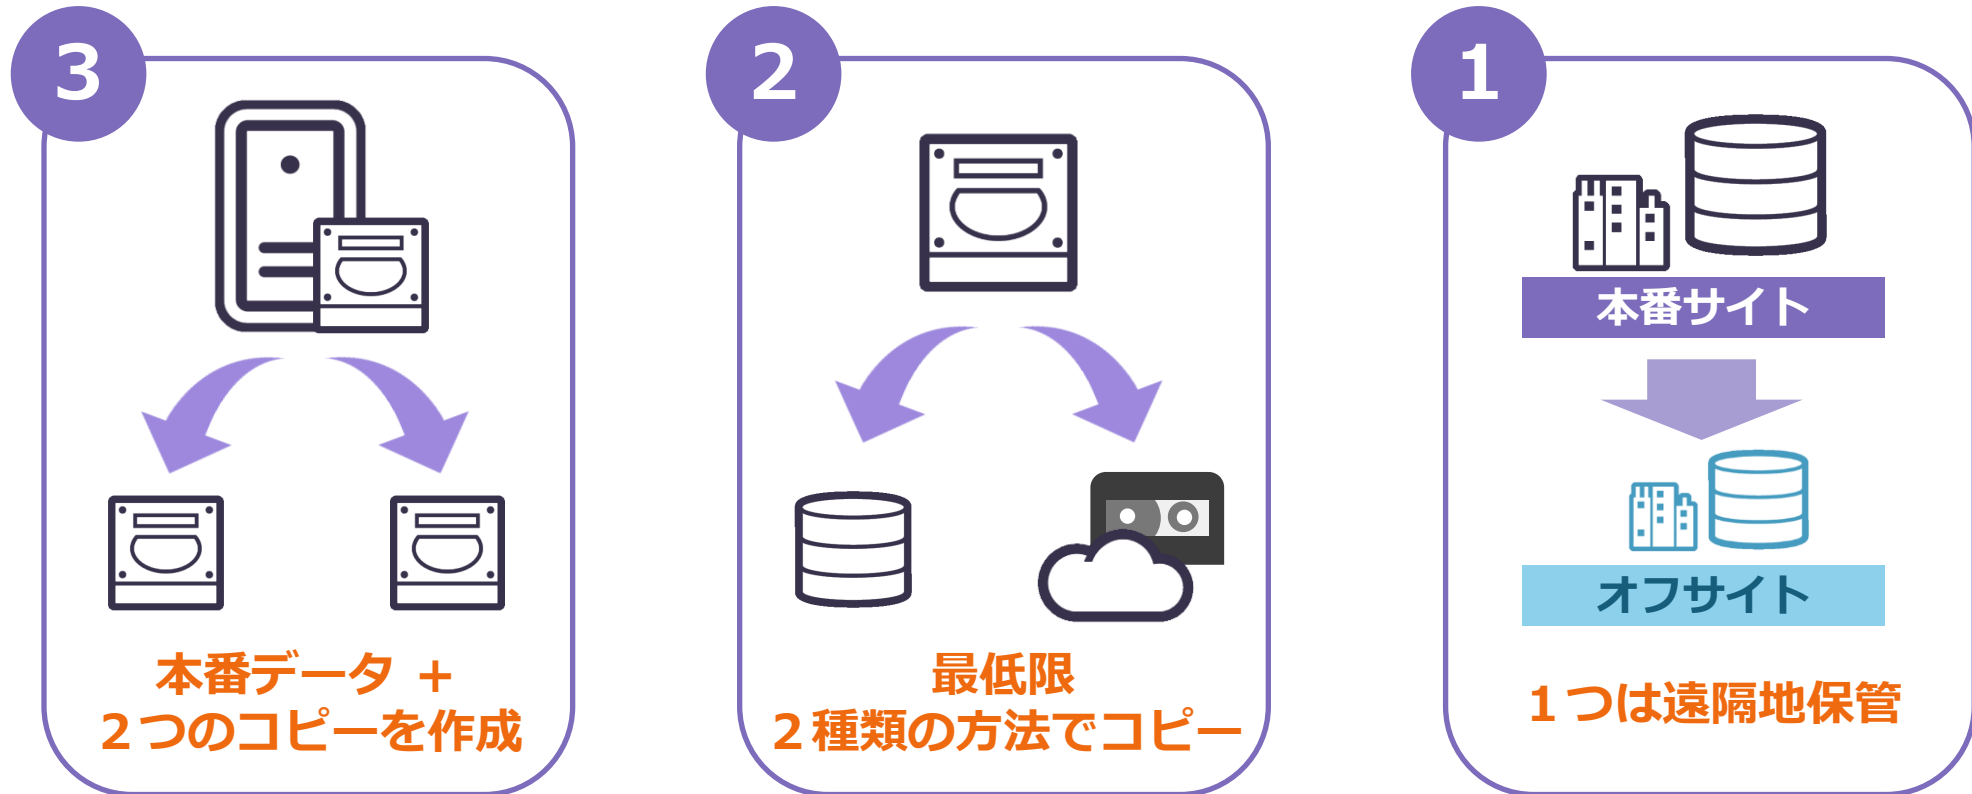 3
本番データ +
２つのコピーを作成
2
最低限
２種類の方法でコピー
1
本番サイト
オフサイト
１つは遠隔地保管